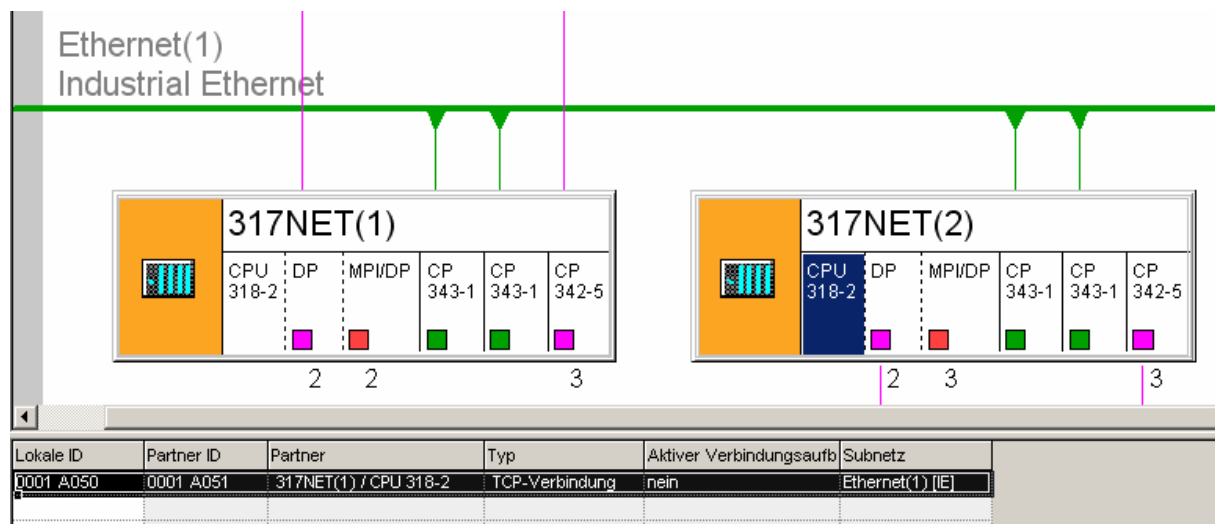 Ethernet(1)
Industrial Ethernet
317NET(1)
CPU 318-2 DP MPI/DP CP 343-1 CP 343-1 CP 342-5
2 2 3
317NET(2)
CPU 318-2 DP MPI/DP CP 343-1 CP 343-1 CP 342-5
2 3 3
Lokale ID Partner ID Partner Typ Aktiver Verbindungsaufb Subnetz
0001 A050 0001 A051 317NET(1) / CPU 318-2 TCP-Verbindung nein Ethernet(1) [IE]